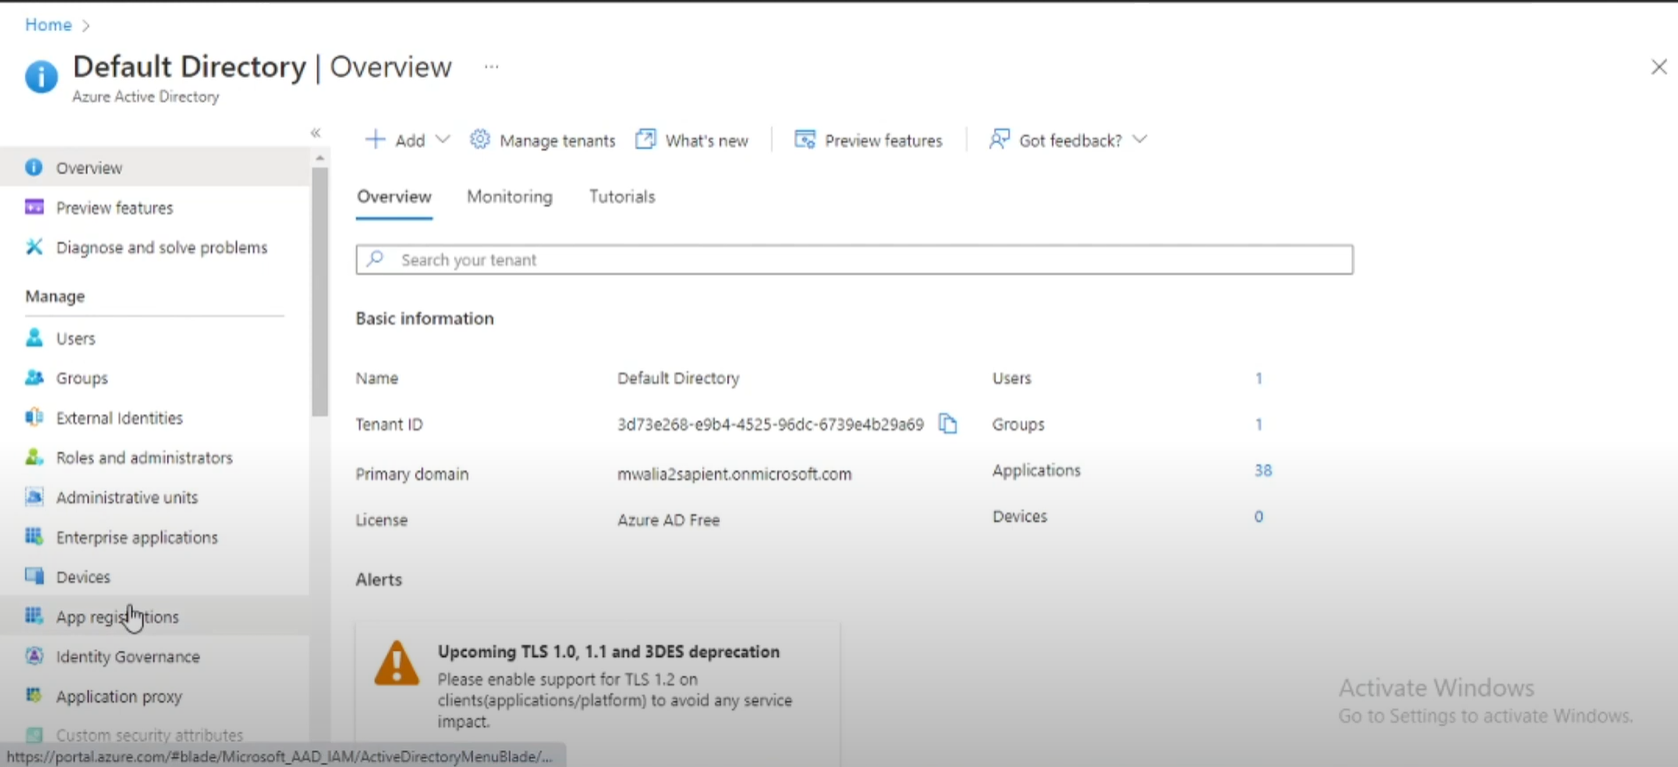 Home >
Default Directory | Overview ...
Azure Active Directory
«
Overview
Preview features
Diagnose and solve problems
Manage
Users
Groups
External Identities
Roles and administrators
Administrative units
Enterprise applications
Devices
App registrations
Identity Governance
Application proxy
Custom security attributes
https://portal.azure.com/#blade/Microsoft_AAD_IAM/ActiveDirectoryMenuBlade/...
Add
Manage tenants
What's new
Preview features
Got feedback?
Overview
Monitoring
Tutorials
Search your tenant
Basic information
Name Default Directory Users 1
Tenant ID 3d73e268-e9b4-4525-96dc-6739e4b29a69 Groups 1
Primary domain mwalia2sapient.onmicrosoft.com Applications 38
License Azure AD Free Devices 0
Alerts
Upcoming TLS 1.0, 1.1 and 3DES deprecation
Please enable support for TLS 1.2 on
clients(applications/platform) to avoid any service
impact.
Activate Windows
Go to Settings to activate Windows.